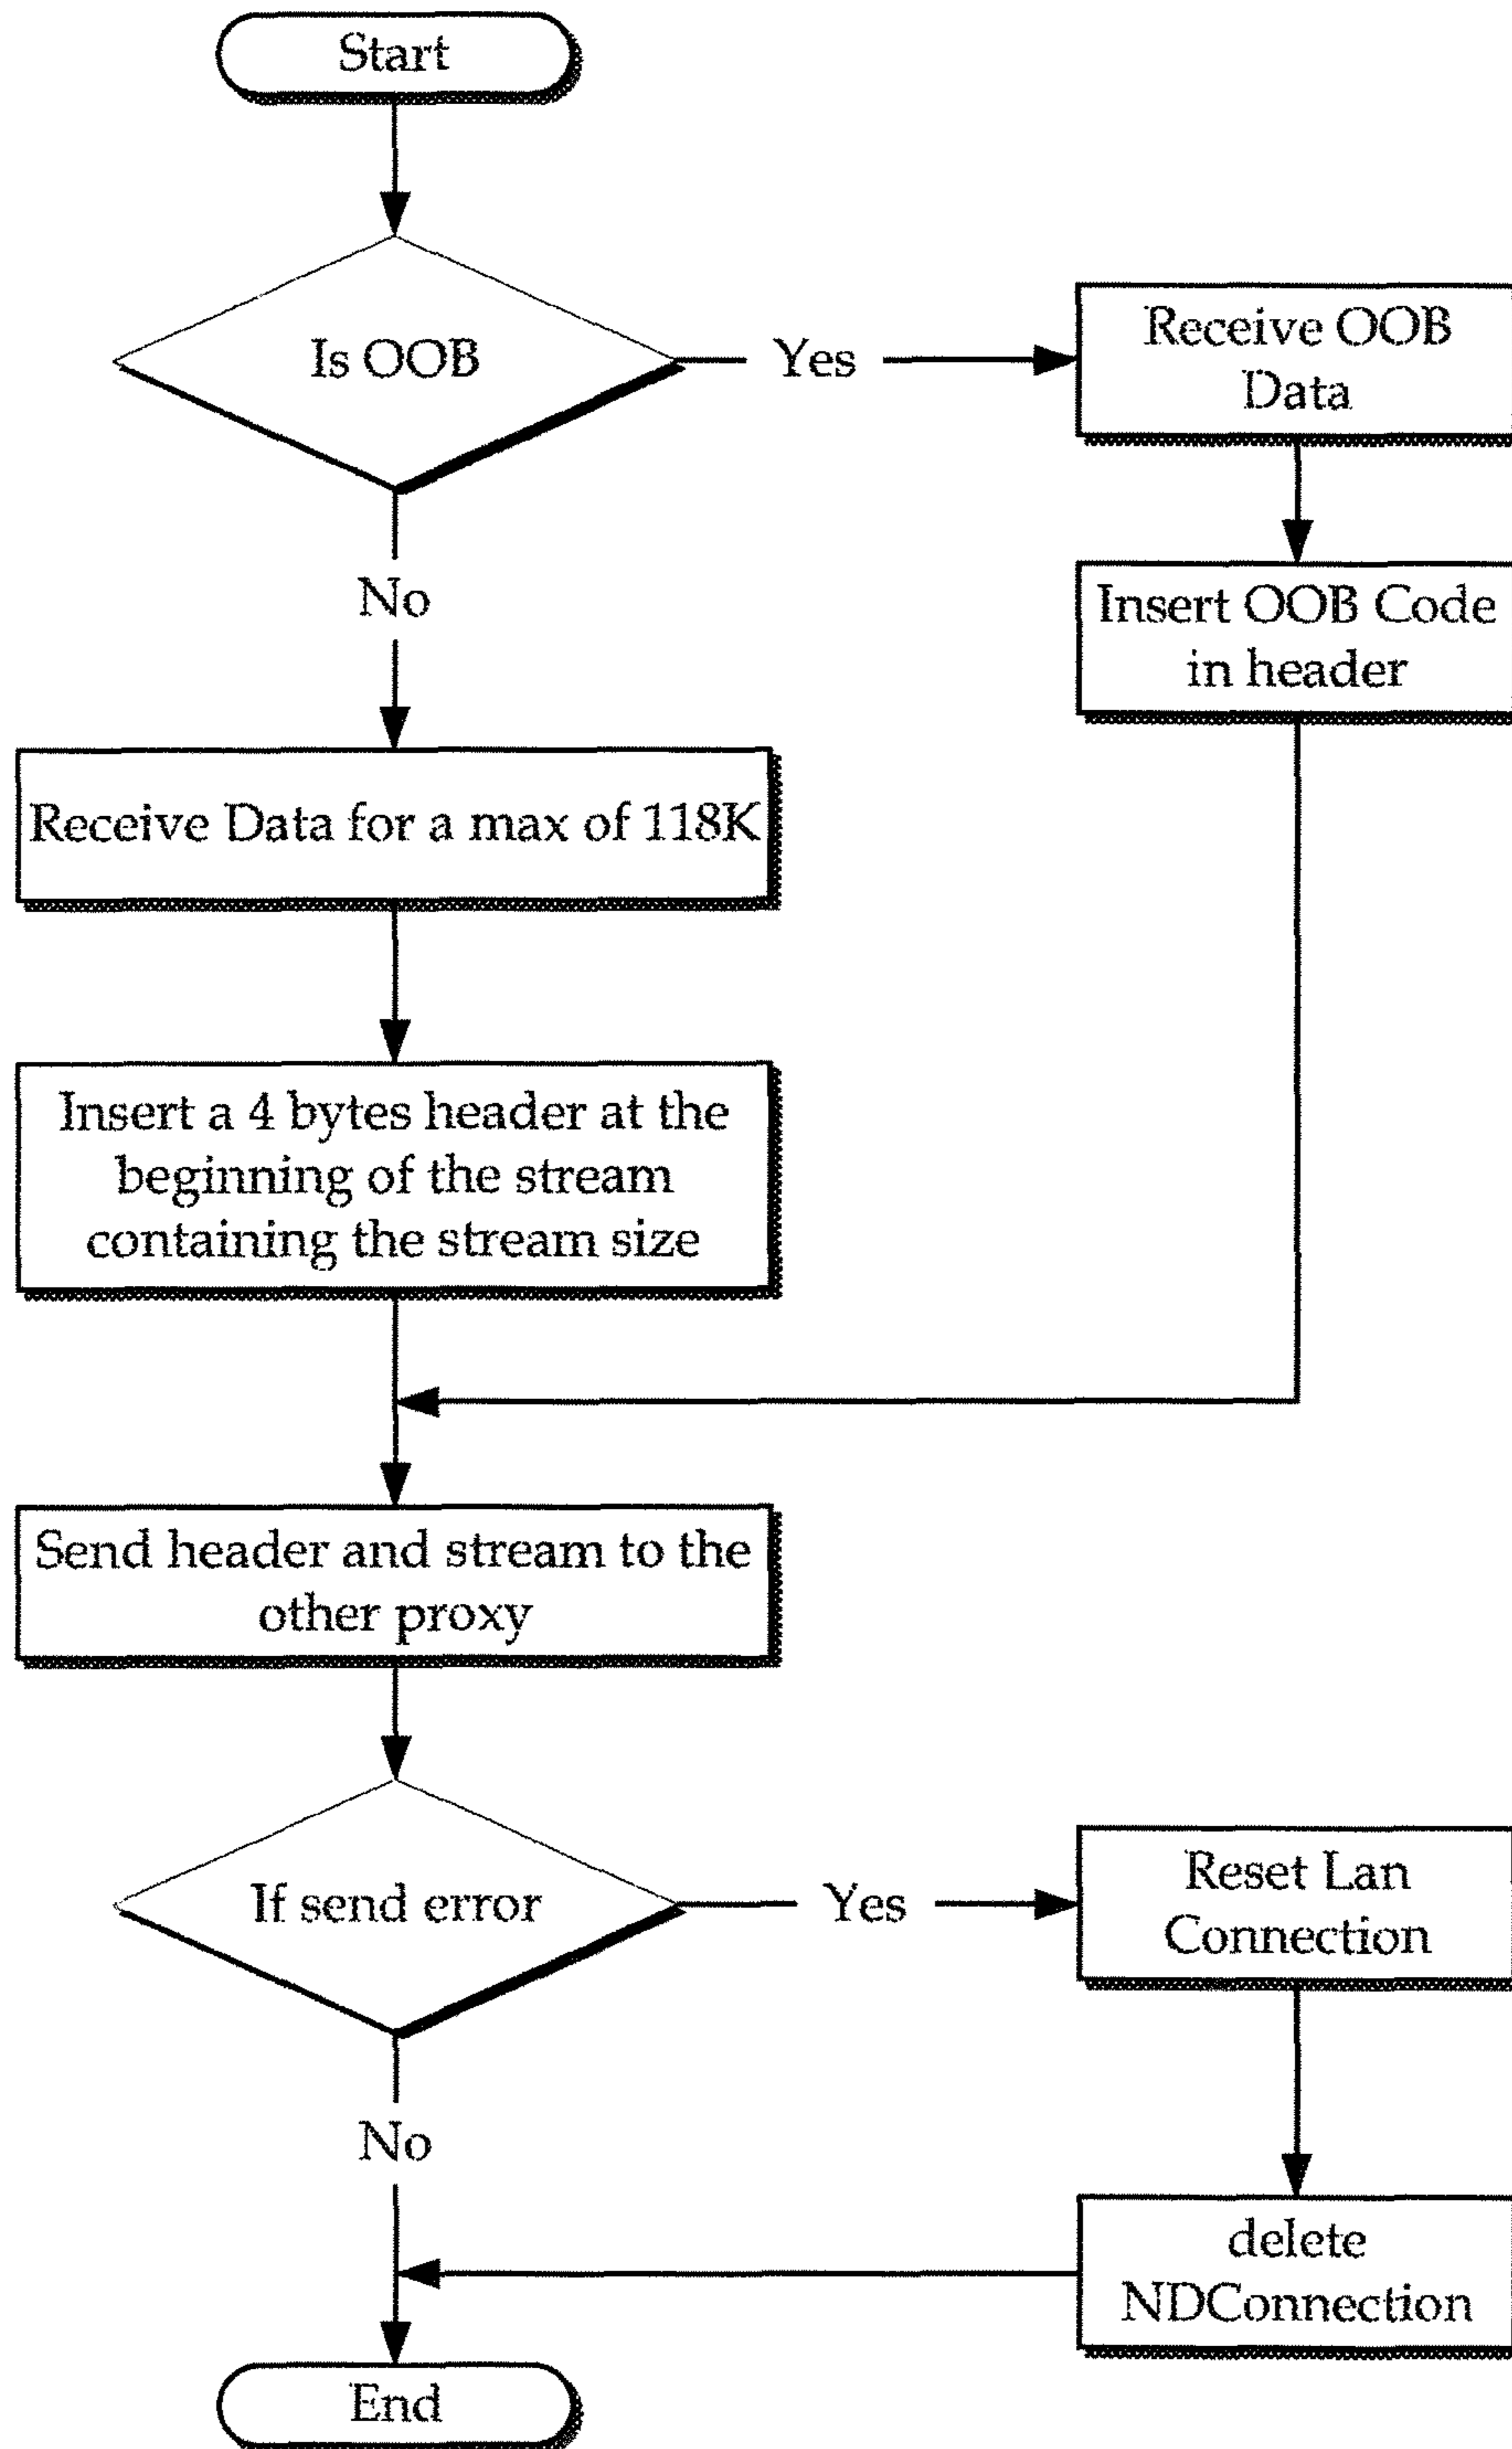 Start
Is OOB
Yes
Receive OOB
Data
Insert OOB Code
in header
No
Receive Data for a max of 118K
Insert a 4 bytes header at the
beginning of the stream
containing the stream size
Send header and stream to the
other proxy
If send error
Yes
Reset Lan
Connection
No
delete
NDConnection
End